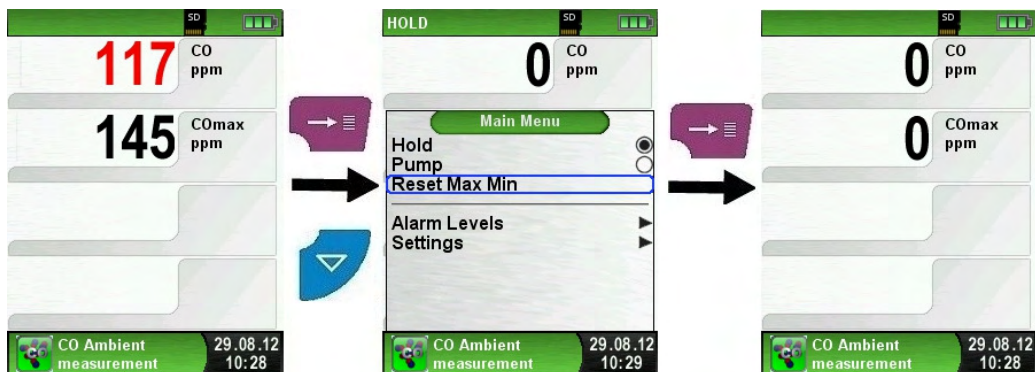 SD
117 CO
ppm
145 COmax
ppm
CO Ambient 29.08.12
measurement 10:28
HOLD SD
0 CO
ppm
Main Menu
Hold
Pump
Reset Max Min
Alarm Levels
Settings
CO Ambient 29.08.12
measurement 10:29
SD
0 CO
ppm
0 COmax
ppm
CO Ambient 29.08.12
measurement 10:28